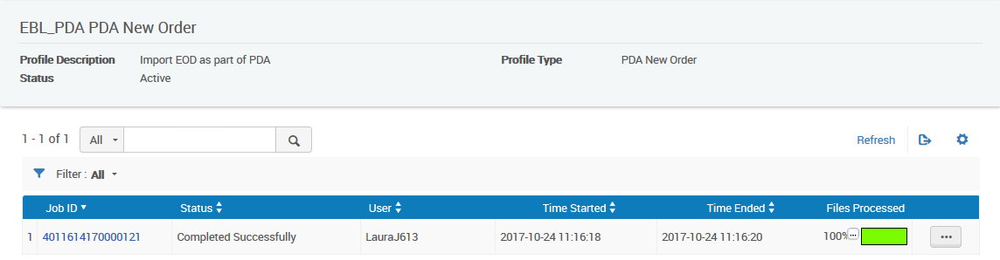 EBL_PDA PDA New Order
Profile Description Import EOD as part of PDA Profile Type PDA New Order
Status Active
1 - 1 of 1 All Refresh
Filter : All
Job ID Status User Time Started Time Ended Files Processed
1 4011614170000121 Completed Successfully LauraJ613 2017-10-24 11:16:18 2017-10-24 11:16:20 100%